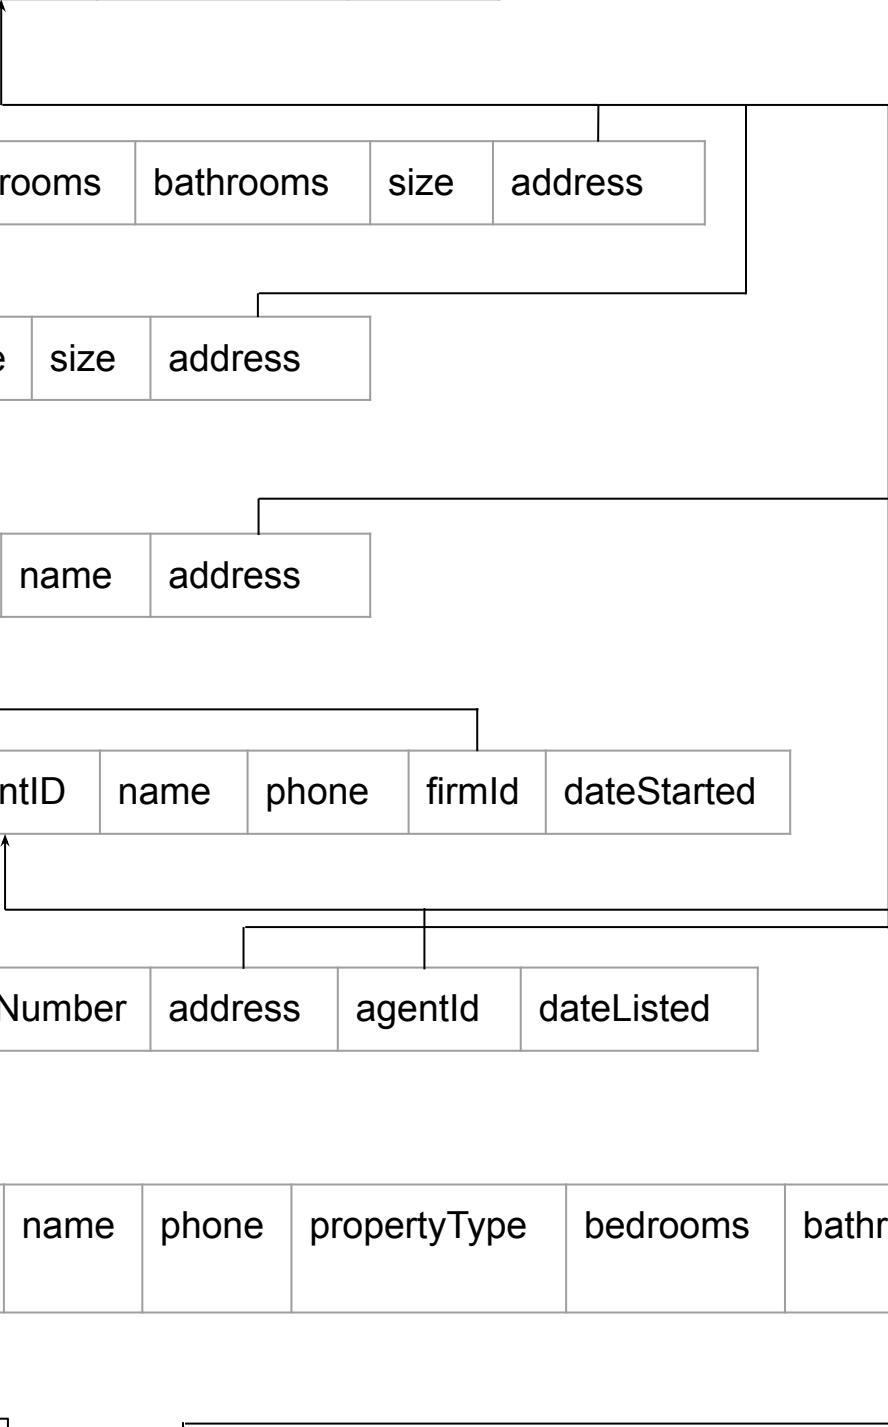 rooms bathrooms size address
e size address
name address
ntID name phone firmId dateStarted
Number address agentId dateListed
name phone propertyType bedrooms bathr